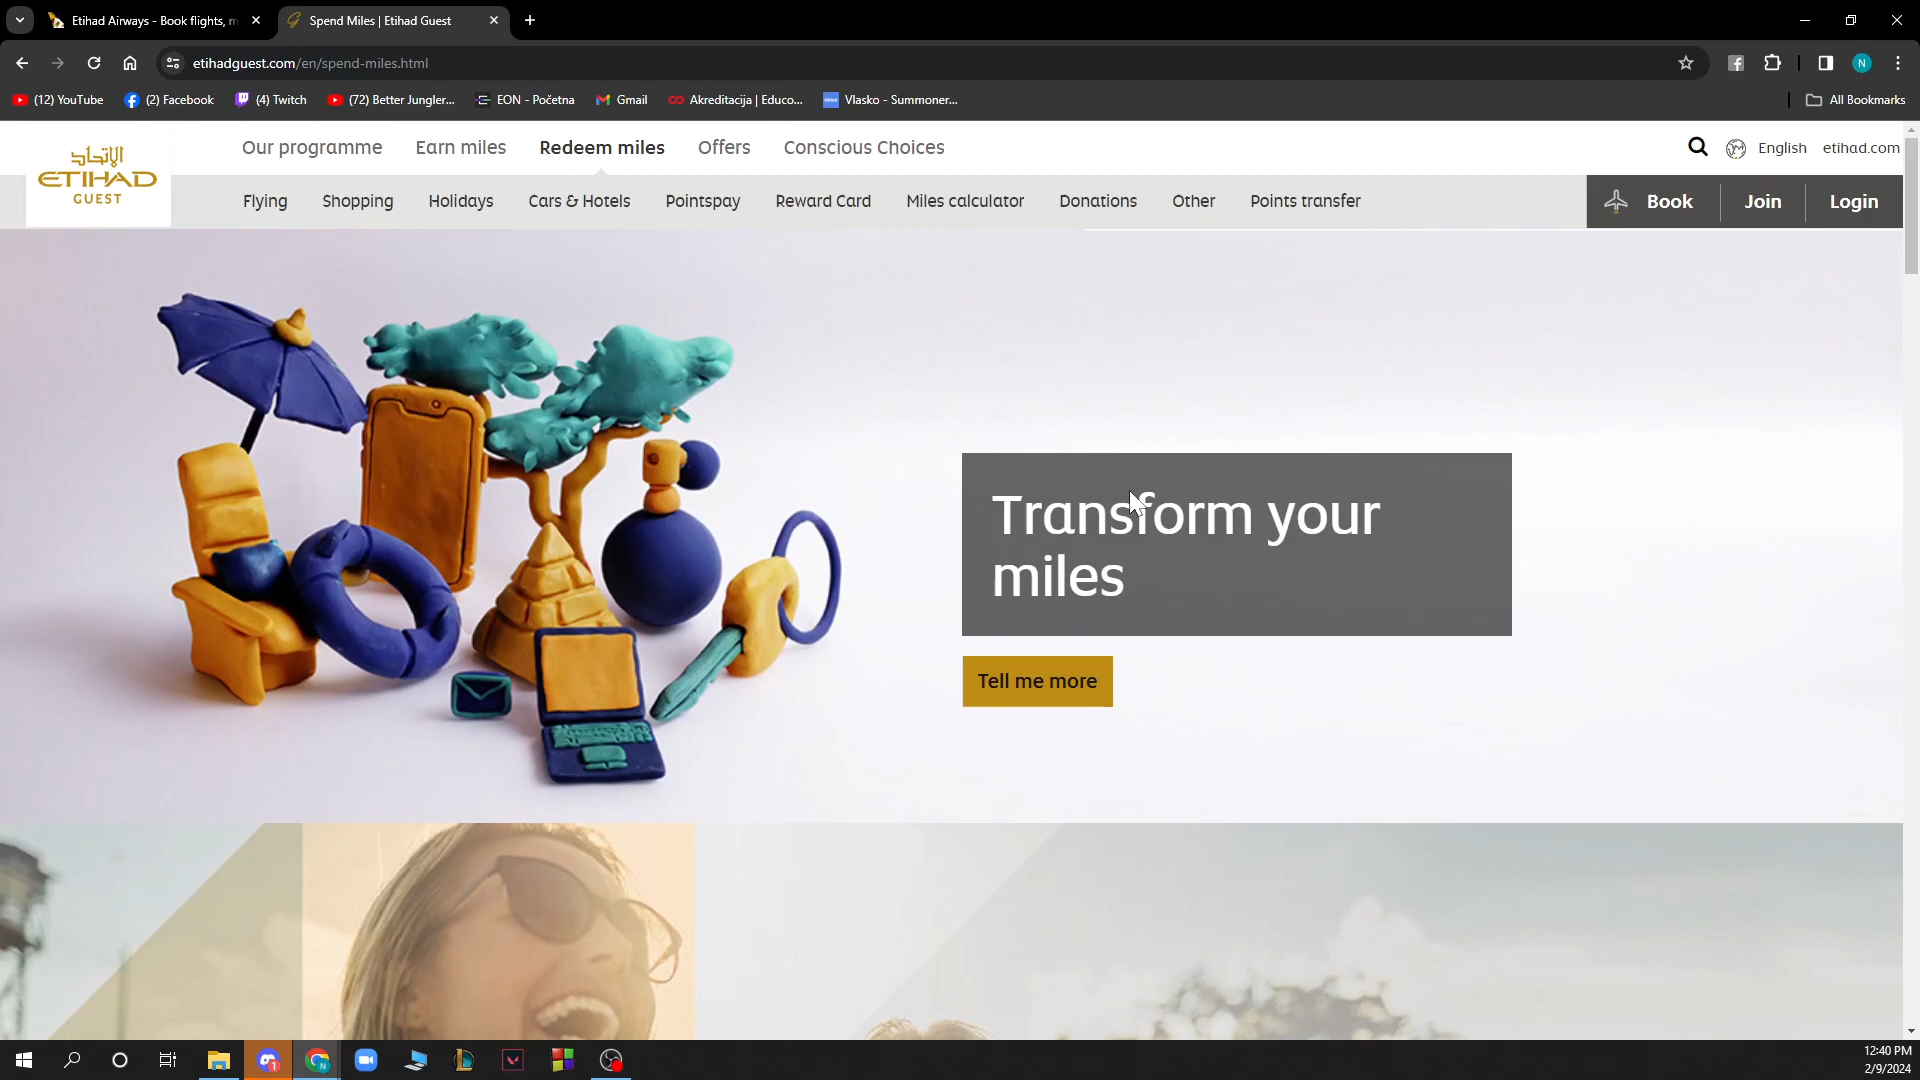 Etihad Airways - Book flights, m
Spend Miles | Etihad Guest
etihadguest.com/en/spend-miles.html
N
(12) YouTube
(2) Facebook
(4) Twitch
(72) Better Jungler...
EON - Početna
Gmail
Akreditacija | Educo...
Vlasko - Summoner...
All Bookmarks
الإتحاد
ETIHAD
GUEST
Our programme
Earn miles
Redeem miles
Offers
Conscious Choices
English
etihad.com
Flying
Shopping
Holidays
Cars & Hotels
Pointspay
Reward Card
Miles calculator
Donations
Other
Points transfer
Book
Join
Login
Transform your
miles
Tell me more
12:40 PM
2/9/2024